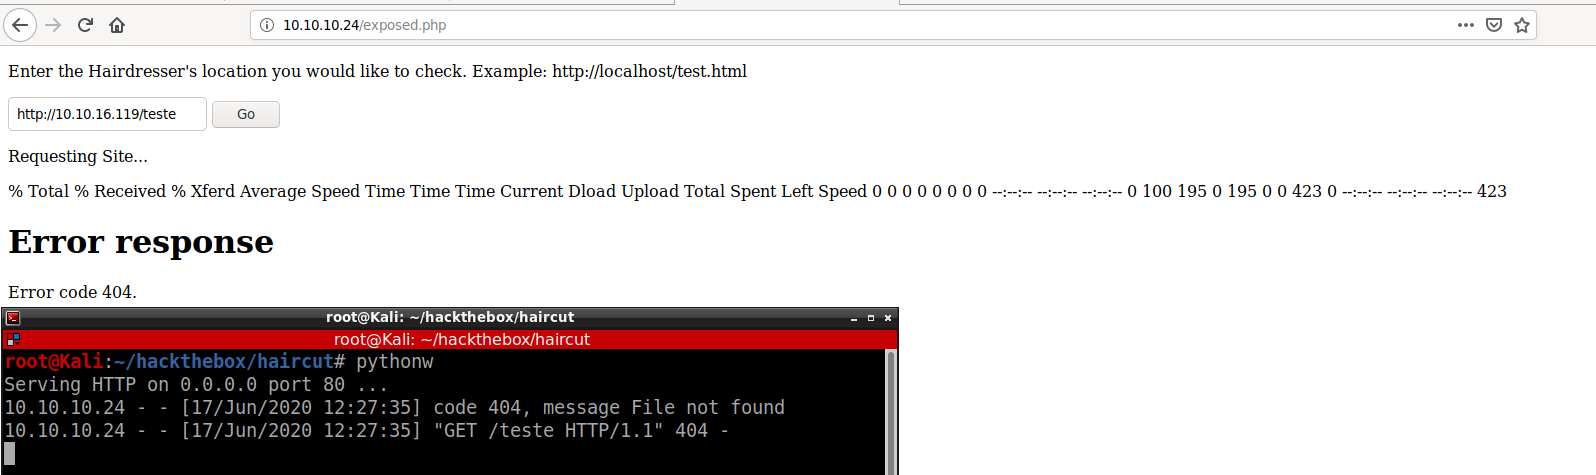 10.10.10.24/exposed.php
Enter the Hairdresser's location you would like to check. Example: http://localhost/test.html
http://10.10.16.119/teste Go
Requesting Site...
% Total % Received % Xferd Average Speed Time Time Time Current Dload Upload Total Spent Left Speed 0 0 0 0 0 0 0 0 --:--:-- --:--:-- --:--:-- 0 100 195 0 195 0 0 423 0 --:--:-- --:--:-- --:--:-- 423
Error response
Error code 404.
root@Kali: ~/hackthebox/haircut
root@Kali: ~/hackthebox/haircut
root@Kali:~/hackthebox/haircut# pythonw
Serving HTTP on 0.0.0.0 port 80 ...
10.10.10.24 - - [17/Jun/2020 12:27:35] code 404, message File not found
10.10.10.24 - - [17/Jun/2020 12:27:35] "GET /teste HTTP/1.1" 404 -